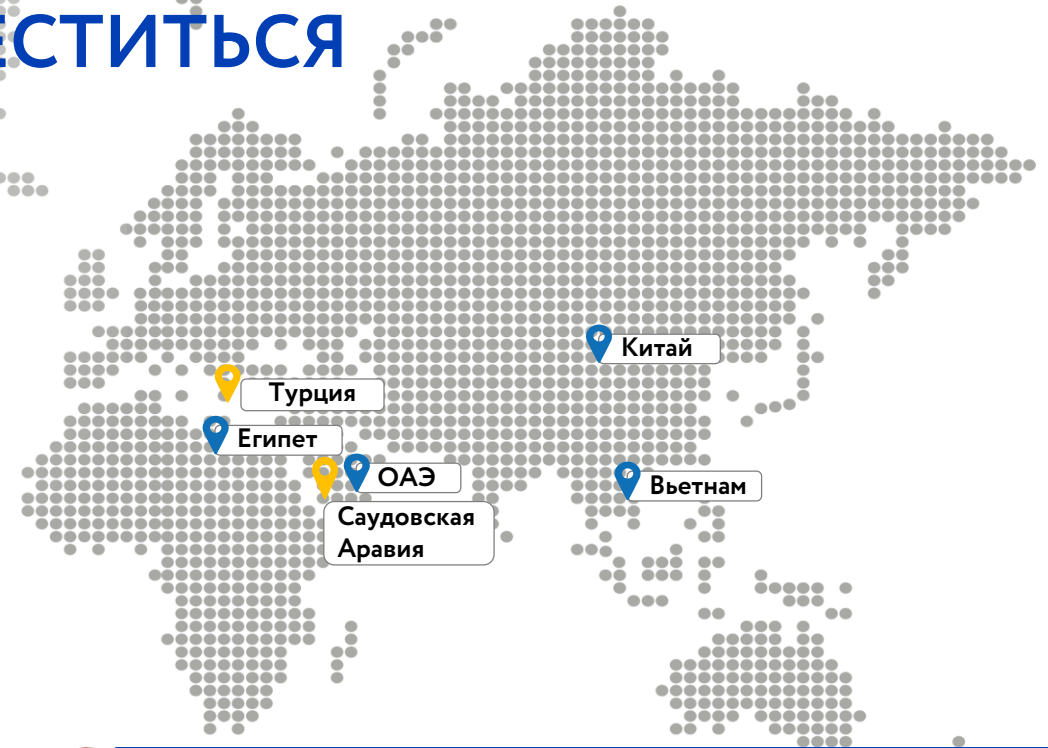 ЕСТИТЬСЯ
Китай
Турция
Египет
ОАЭ
Вьетнам
Саудовская
Аравия